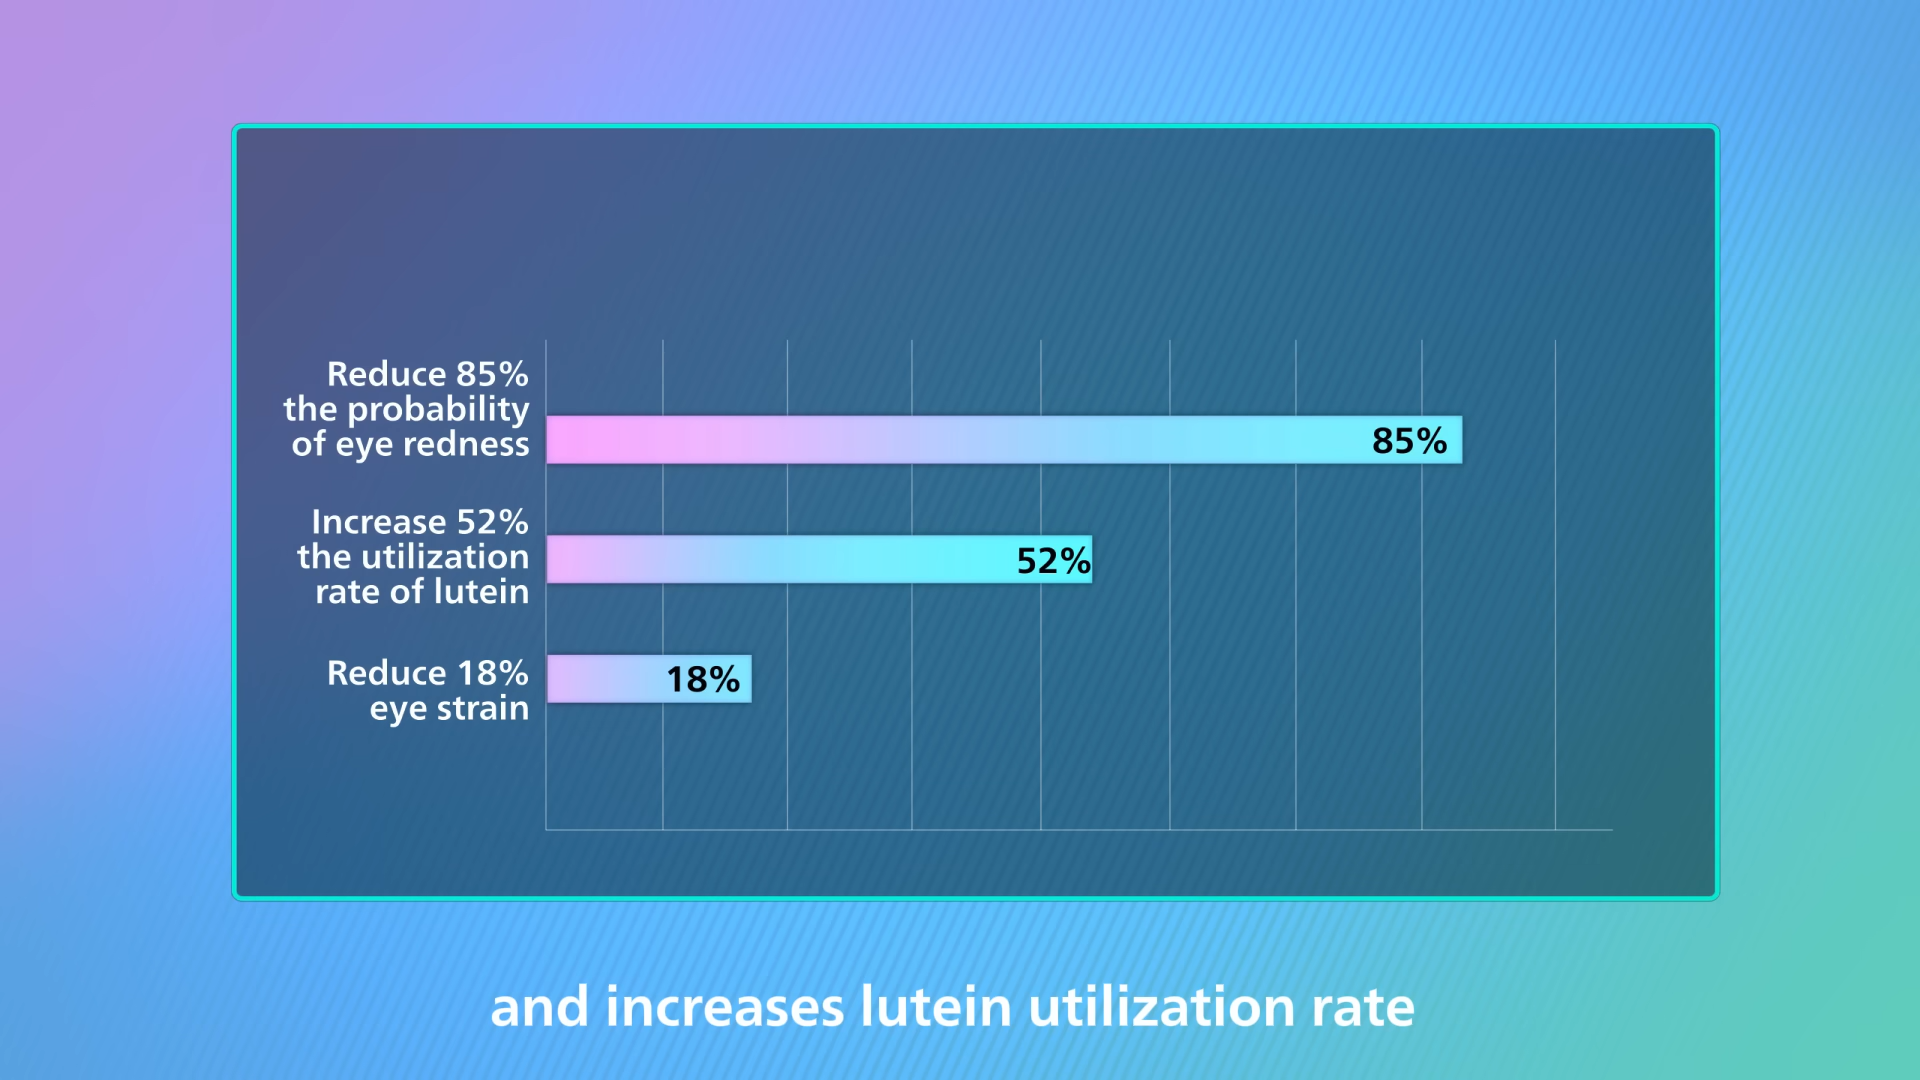 Reduce 85%
the probability
of eye redness
85%
Increase 52%
the utilization
rate of lutein
52%
Reduce 18%
eye strain
18%
and increases lutein utilization rate